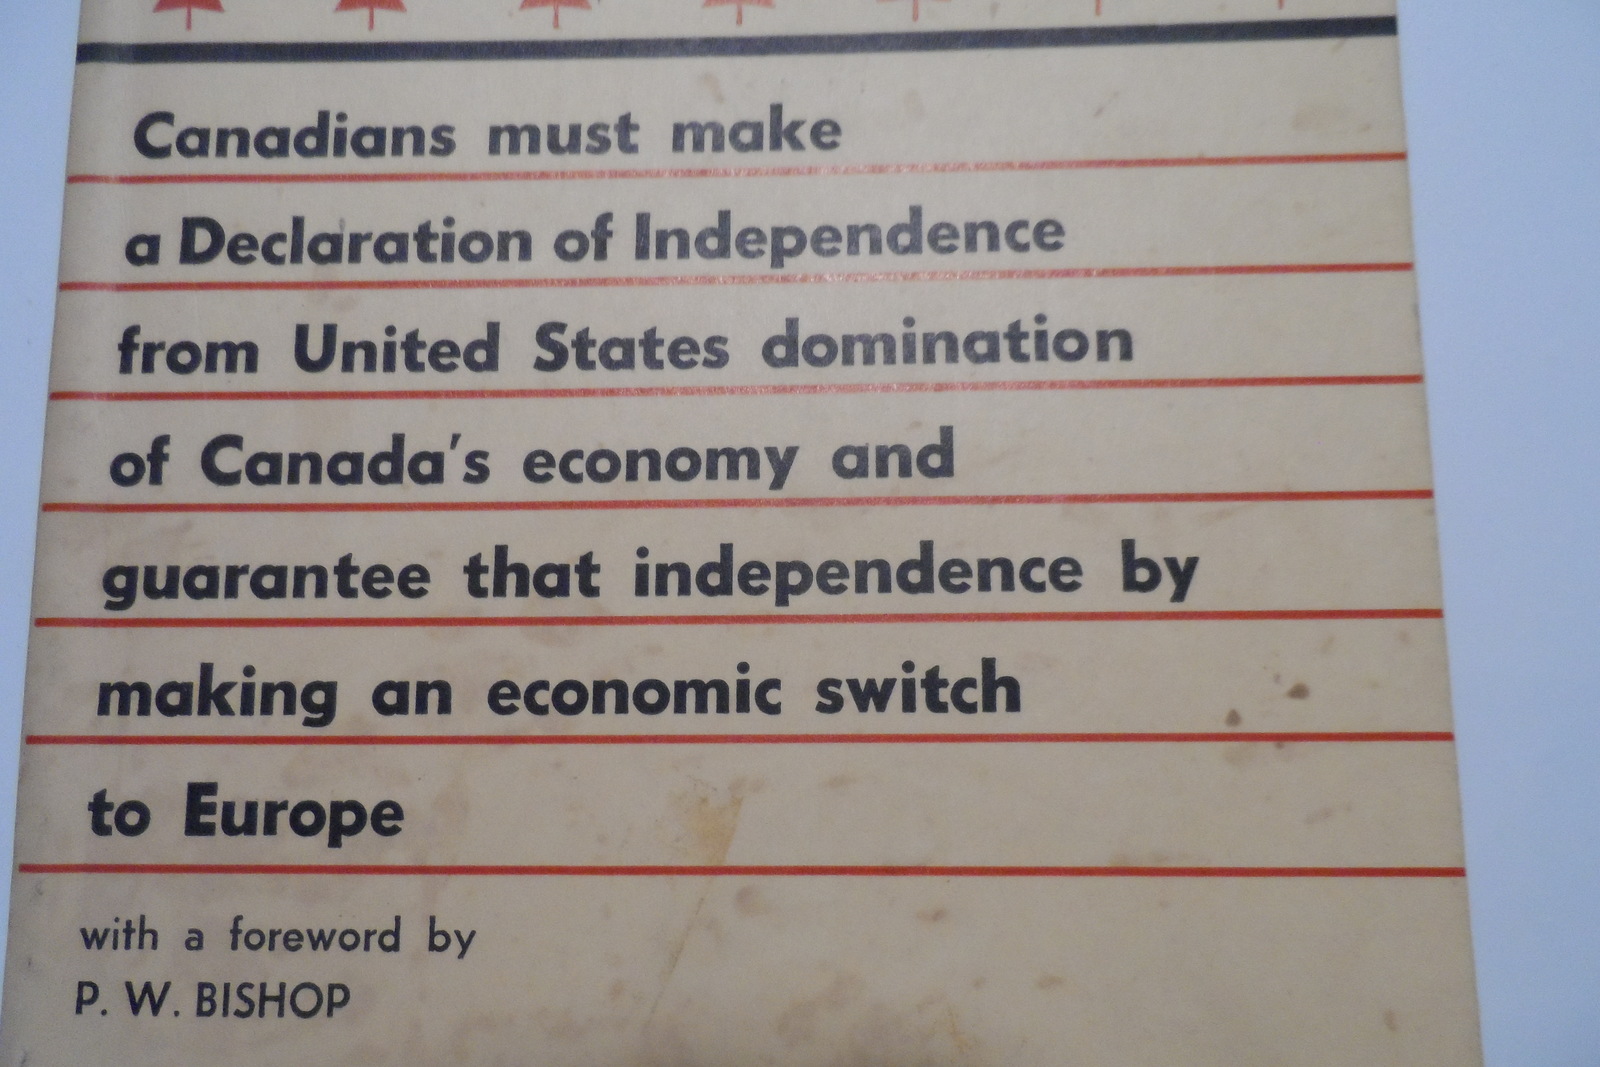 Canadians must make
a Declaration of Independence
from United States domination
of Canada's economy and
guarantee that independence by
making an economic switch
to Europe
with a foreword by
P. W. BISHOP